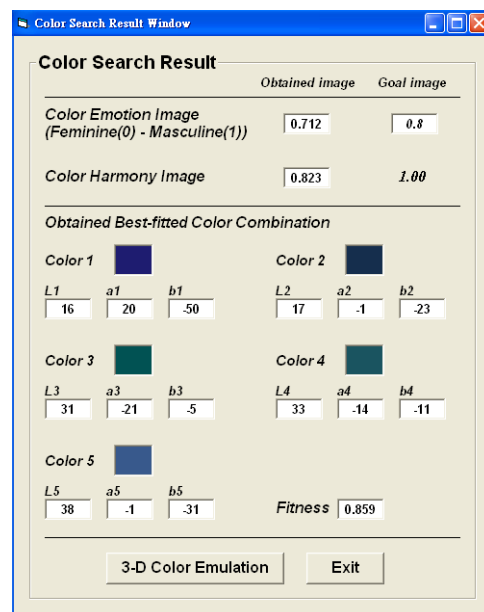 Color Search Result Window
Color Search Result
Obtained image Goal image
Color Emotion Image
(Feminine(0) - Masculine(1))
0.712 0.8
Color Harmony Image 0.823 1.00
Obtained Best-fitted Color Combination
Color 1 Color 2
L1 a1 b1 L2 a2 b2
16 20 -50 17 -1 -23
Color 3 Color 4
L3 a3 b3 L4 a4 b4
31 -21 -5 33 -14 -11
Color 5
L5 a5 b5
38 -1 -31 Fitness 0.859
3-D Color Emulation Exit